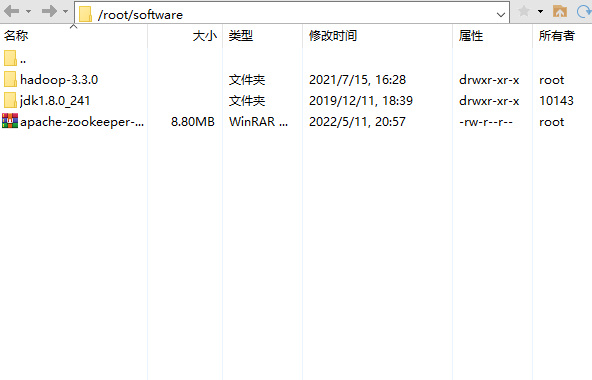 /root/software
名称 大小 类型 修改时间 属性 所有者
..
hadoop-3.3.0 文件夹 2021/7/15, 16:28 drwxr-xr-x root
jdk1.8.0_241 文件夹 2019/12/11, 18:39 drwxr-xr-x 10143
apache-zookeeper-... 8.80MB WinRAR ... 2022/5/11, 20:57 -rw-r--r-- root